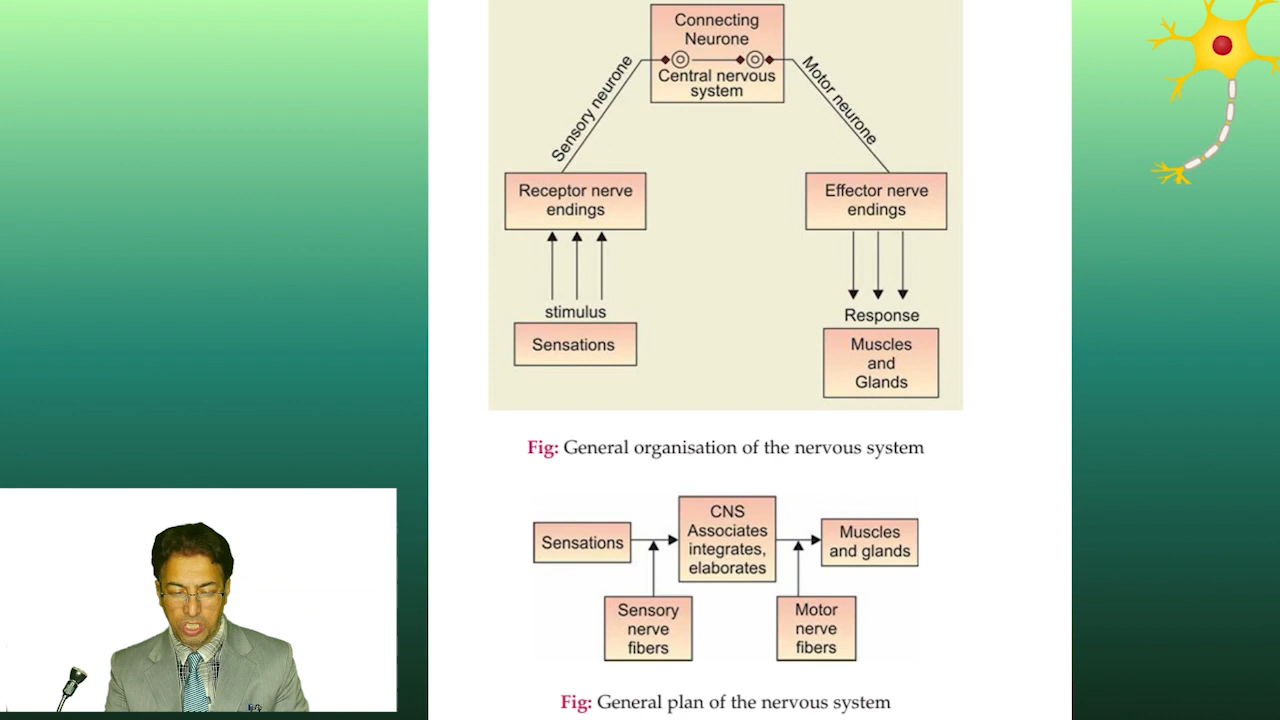 Connecting
Neurone
Central nervous
system
Sensory neurone
Motor neurone
Receptor nerve
endings
Effector nerve
endings
stimulus
Sensations
Response
Muscles
and
Glands
Fig: General organisation of the nervous system
Sensations
CNS
Associates
integrates,
elaborates
Muscles
and glands
Sensory
nerve
fibers
Motor
nerve
fibers
Fig: General plan of the nervous system